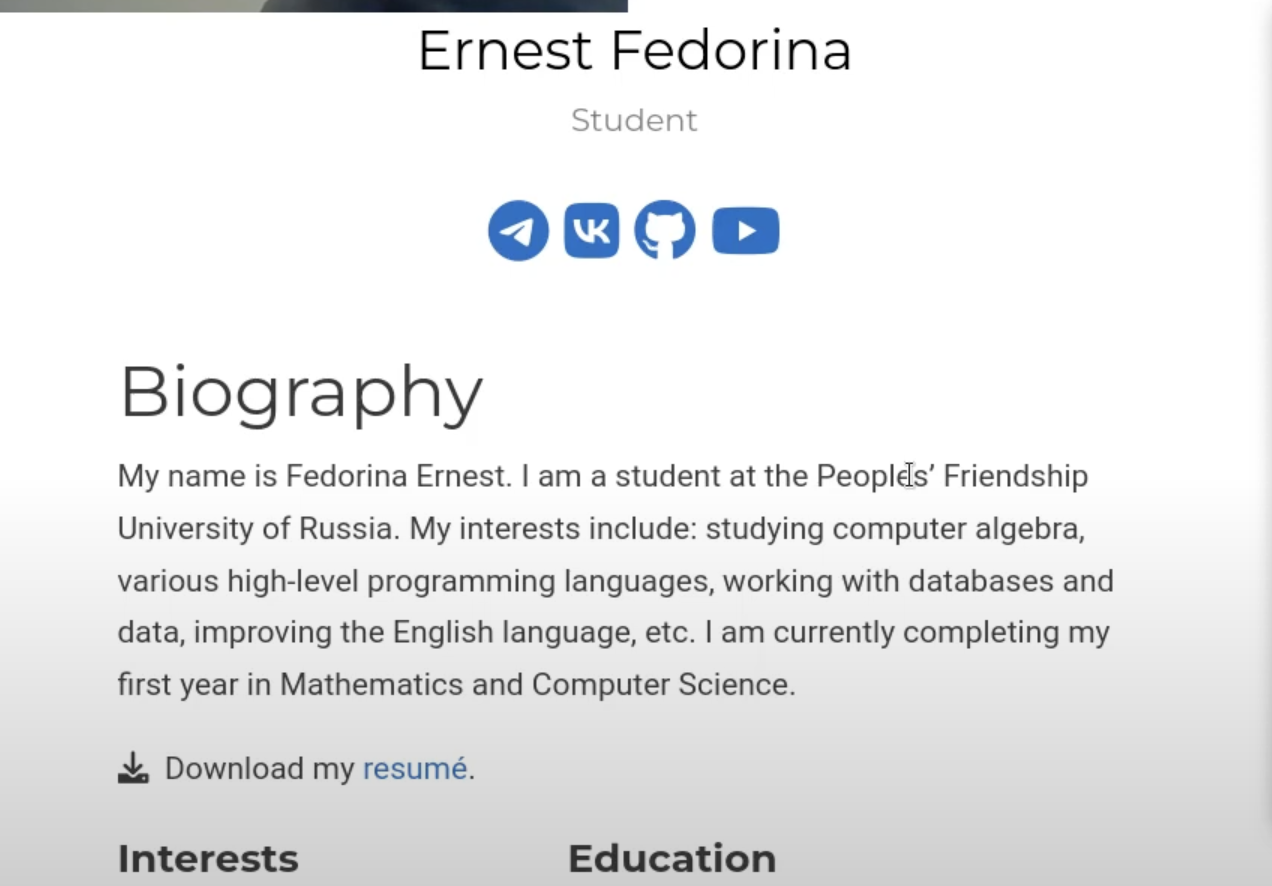 Ernest Fedorina
Student
Biography
My name is Fedorina Ernest. I am a student at the Peoples’ Friendship
University of Russia. My interests include: studying computer algebra,
various high-level programming languages, working with databases and
data, improving the English language, etc. I am currently completing my
first year in Mathematics and Computer Science.
Download my resumé.
Interests Education